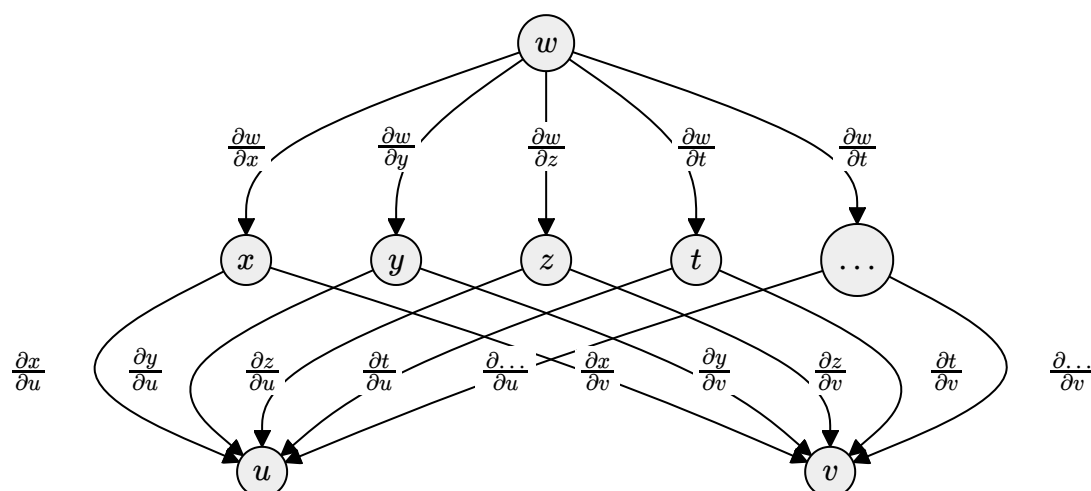 w
∂w/∂x ∂w/∂y ∂w/∂z ∂w/∂t ∂w/∂t
x y z t ...
∂x/∂u ∂y/∂u ∂z/∂u ∂t/∂u ∂.../∂u ∂x/∂v ∂y/∂v ∂z/∂v ∂t/∂v ∂.../∂v
u v